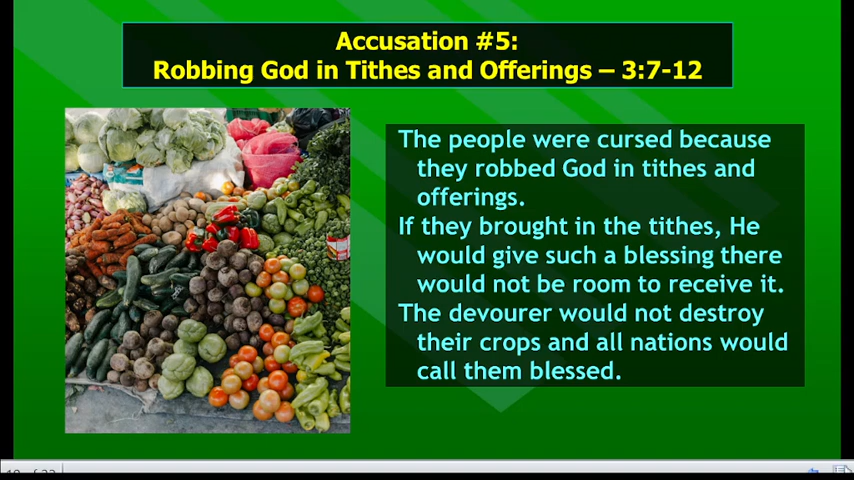 Accusation #5:
Robbing God in Tithes and Offerings – 3:7-12
The people were cursed because
they robbed God in tithes and
offerings.
If they brought in the tithes, He
would give such a blessing there
would not be room to receive it.
The devourer would not destroy
their crops and all nations would
call them blessed.